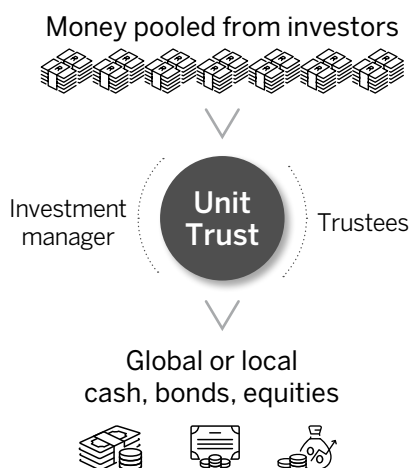 Money pooled from investors
Investment
manager
Unit
Trust
Trustees
Global or local
cash, bonds, equities
%